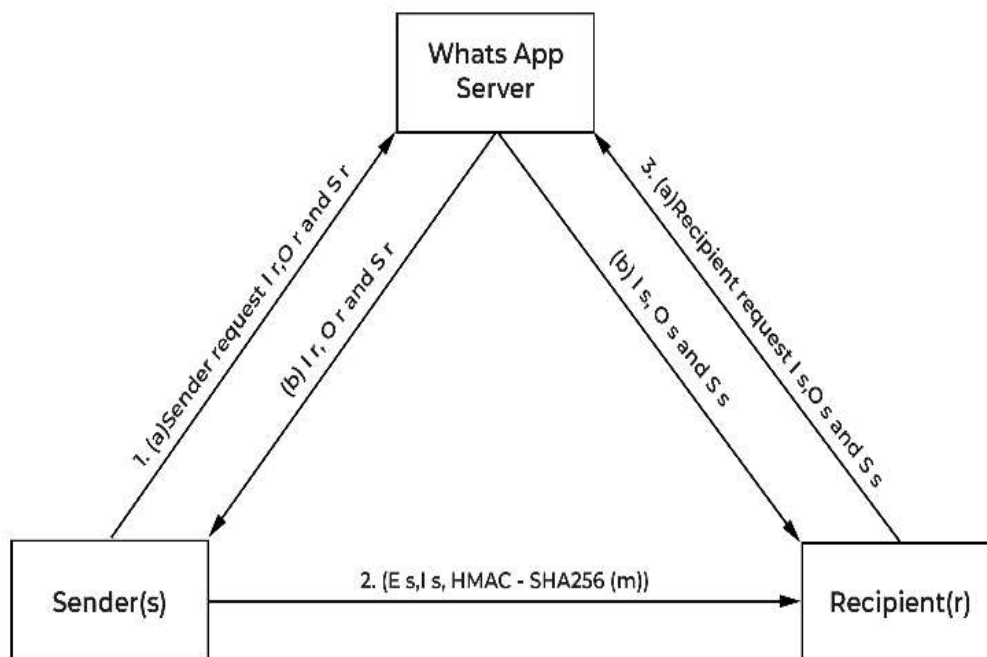 Whats App
Server
1. (a)Sender request I r,O r and S r
(b) I r, O r and S r
(b) I s, O s and S s
3. (a)Recipient request I s,O s and S s
Sender(s)
2. (E s,I s, HMAC - SHA256 (m))
Recipient(r)